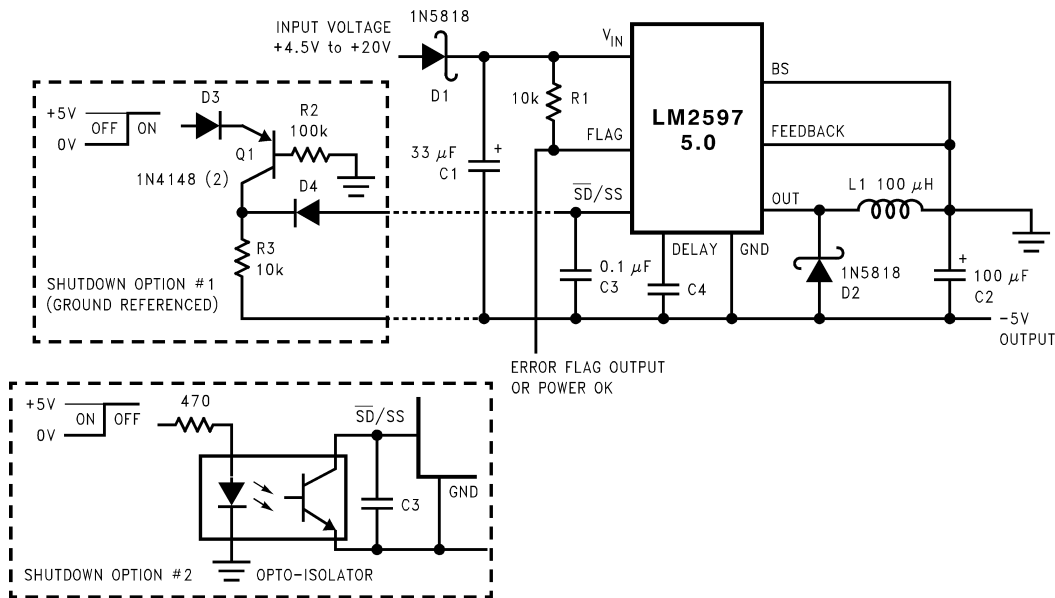 1N5818
INPUT VOLTAGE
+4.5V to +20V
D1
VIN
BS
10k
R1
LM2597
5.0
FLAG
FEEDBACK
33 μF
C1
+
S̅D̅/SS
OUT
L1 100 μH
DELAY
GND
0.1 μF
C3
C4
1N5818
D2
+
100 μF
C2
-5V
OUTPUT
ERROR FLAG OUTPUT
OR POWER OK
+5V
OFF
ON
0V
D3
R2
100k
Q1
1N4148 (2)
D4
R3
10k
SHUTDOWN OPTION #1
(GROUND REFERENCED)
+5V
ON
OFF
0V
470
S̅D̅/SS
GND
C3
SHUTDOWN OPTION #2
OPTO-ISOLATOR